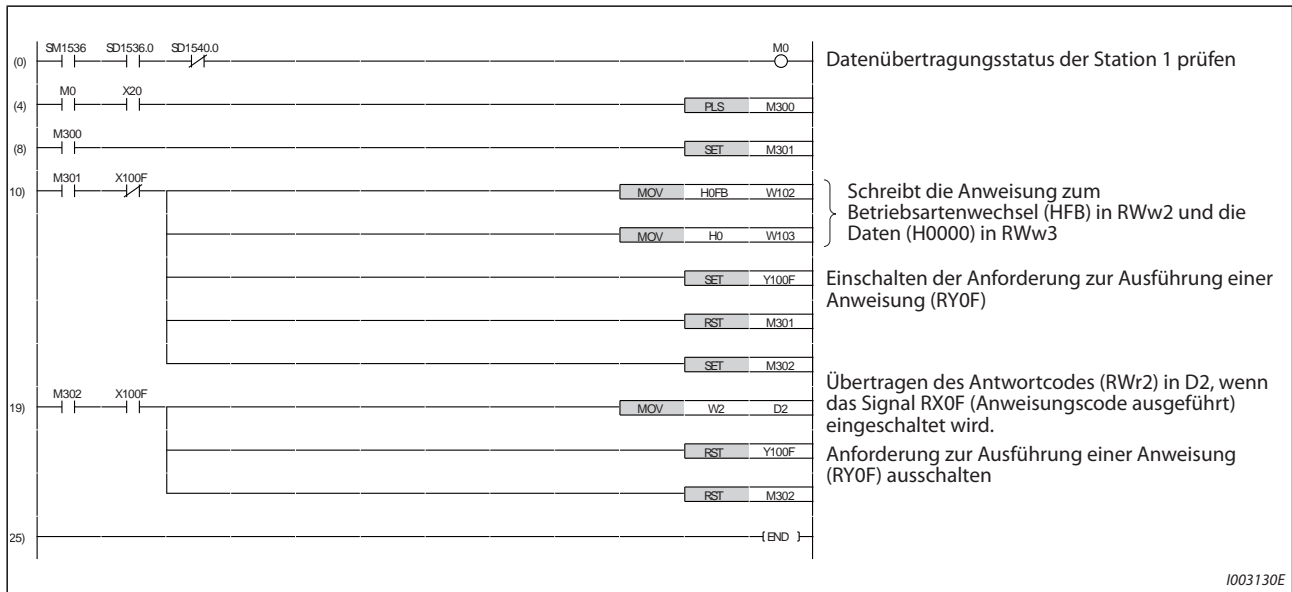 SM1536 SD1536.0 SD1540.0 M0
(0) Datenübertragungsstatus der Station 1 prüfen
M0 X20
(4) PLS M300
M300
(8) SET M301
M301 X100F
10) MOV H0FB W102
Schreibt die Anweisung zum
Betriebsartenwechsel (HFB) in RWw2 und die
Daten (H0000) in RWw3
MOV H0 W103
SET Y100F
Einschalten der Anforderung zur Ausführung einer
Anweisung (RY0F)
RST M301
SET M302
M302 X100F
19) MOV W2 D2
Übertragen des Antwortcodes (RWr2) in D2, wenn
das Signal RX0F (Anweisungscode ausgeführt)
eingeschaltet wird.
RST Y100F
Anforderung zur Ausführung einer Anweisung
(RY0F) ausschalten
RST M302
25) END
I003130E